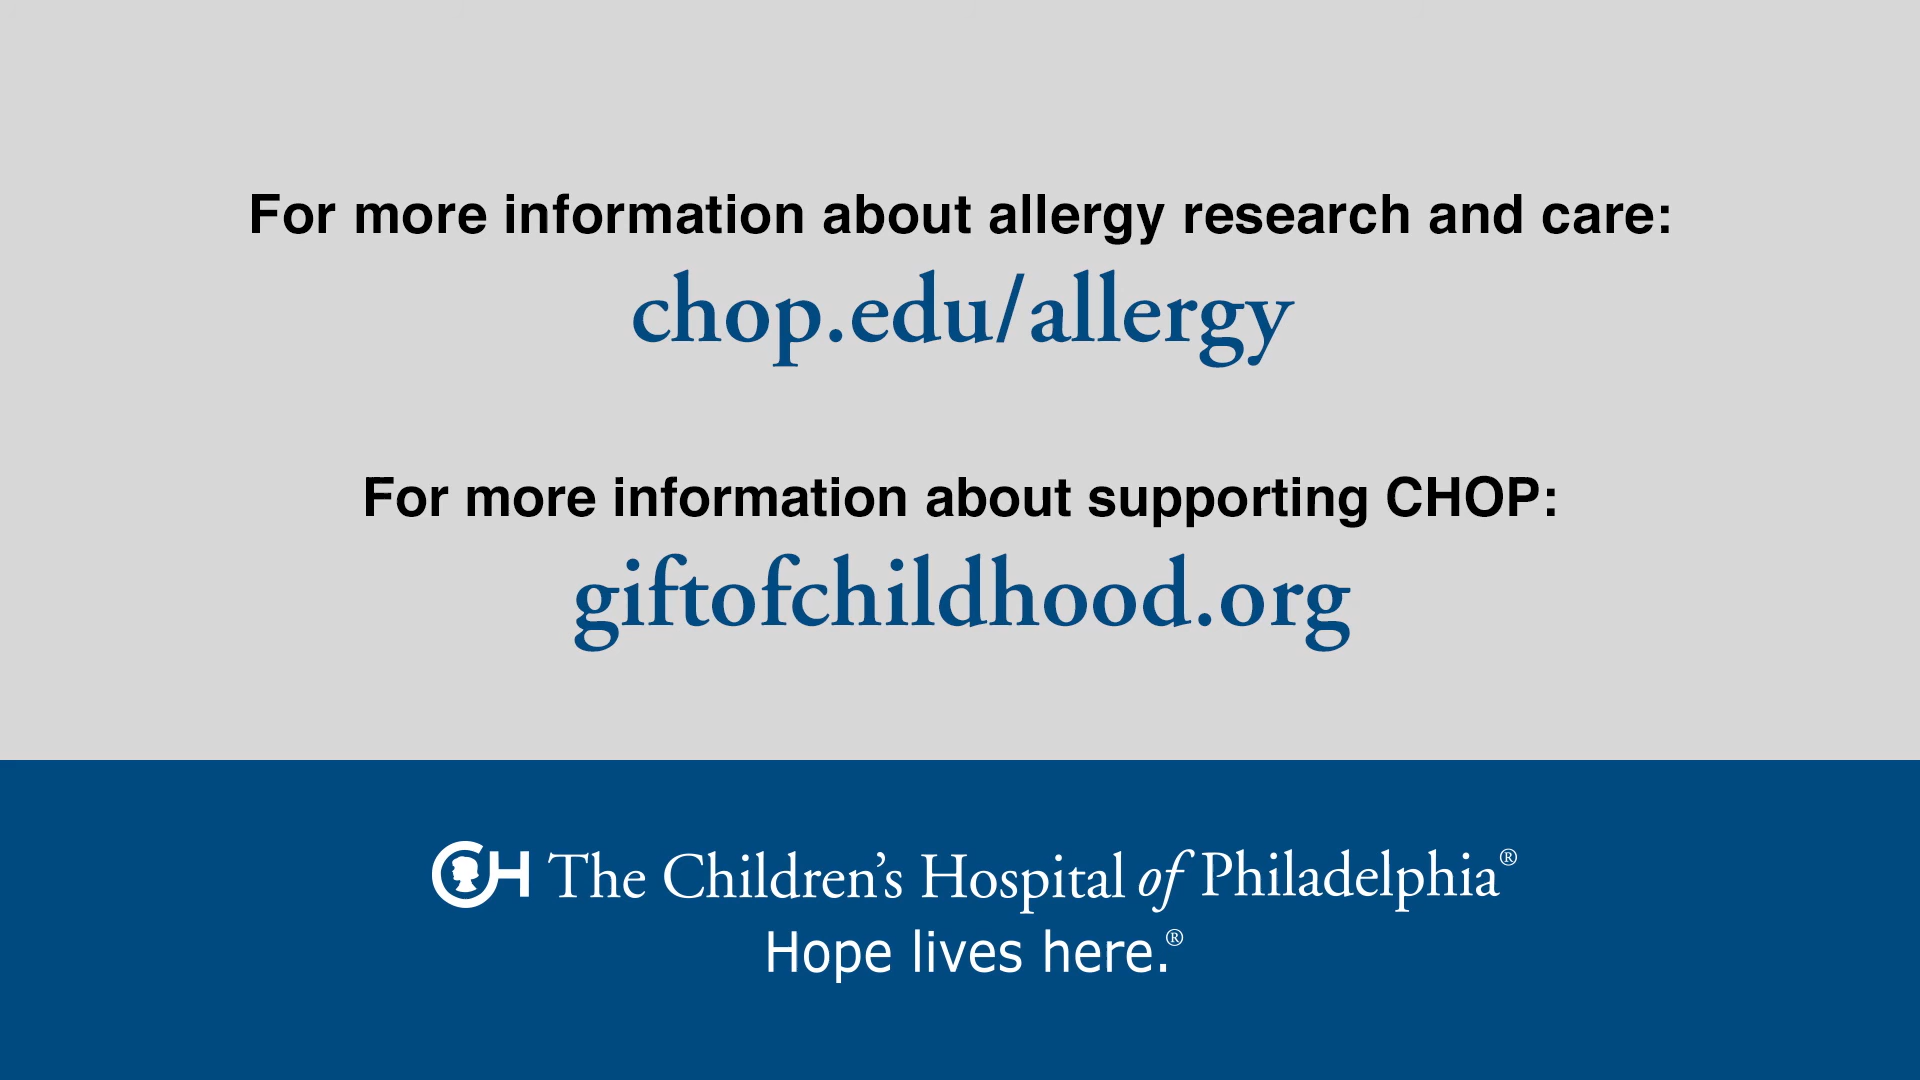 For more information about allergy research and care:
chop.edu/allergy
For more information about supporting CHOP:
giftofchildhood.org
CH The Children's Hospital of Philadelphia®
Hope lives here.®